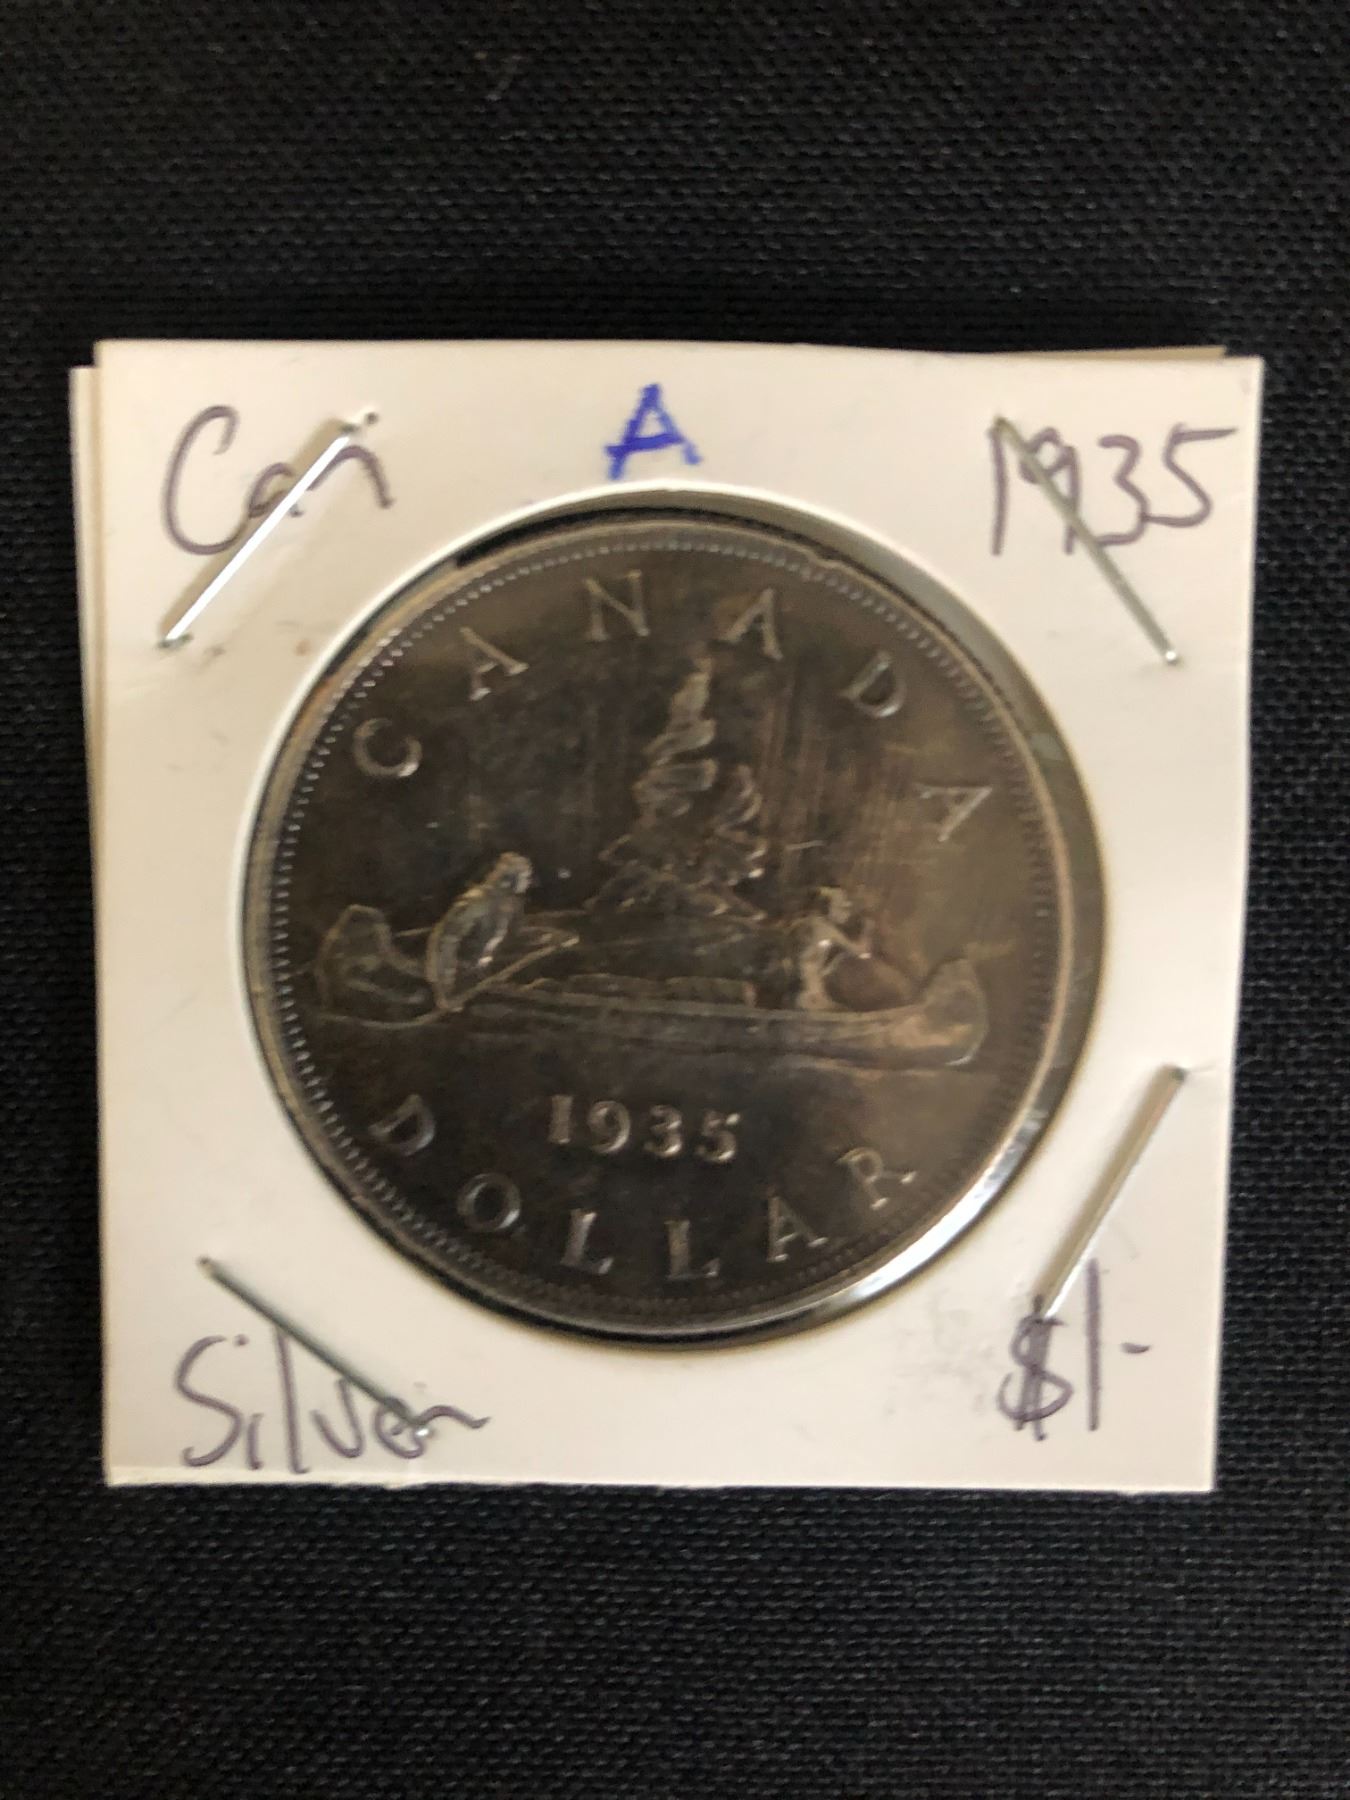 Can A 1935
CANADA
1935
DOLLAR
Silver $1-